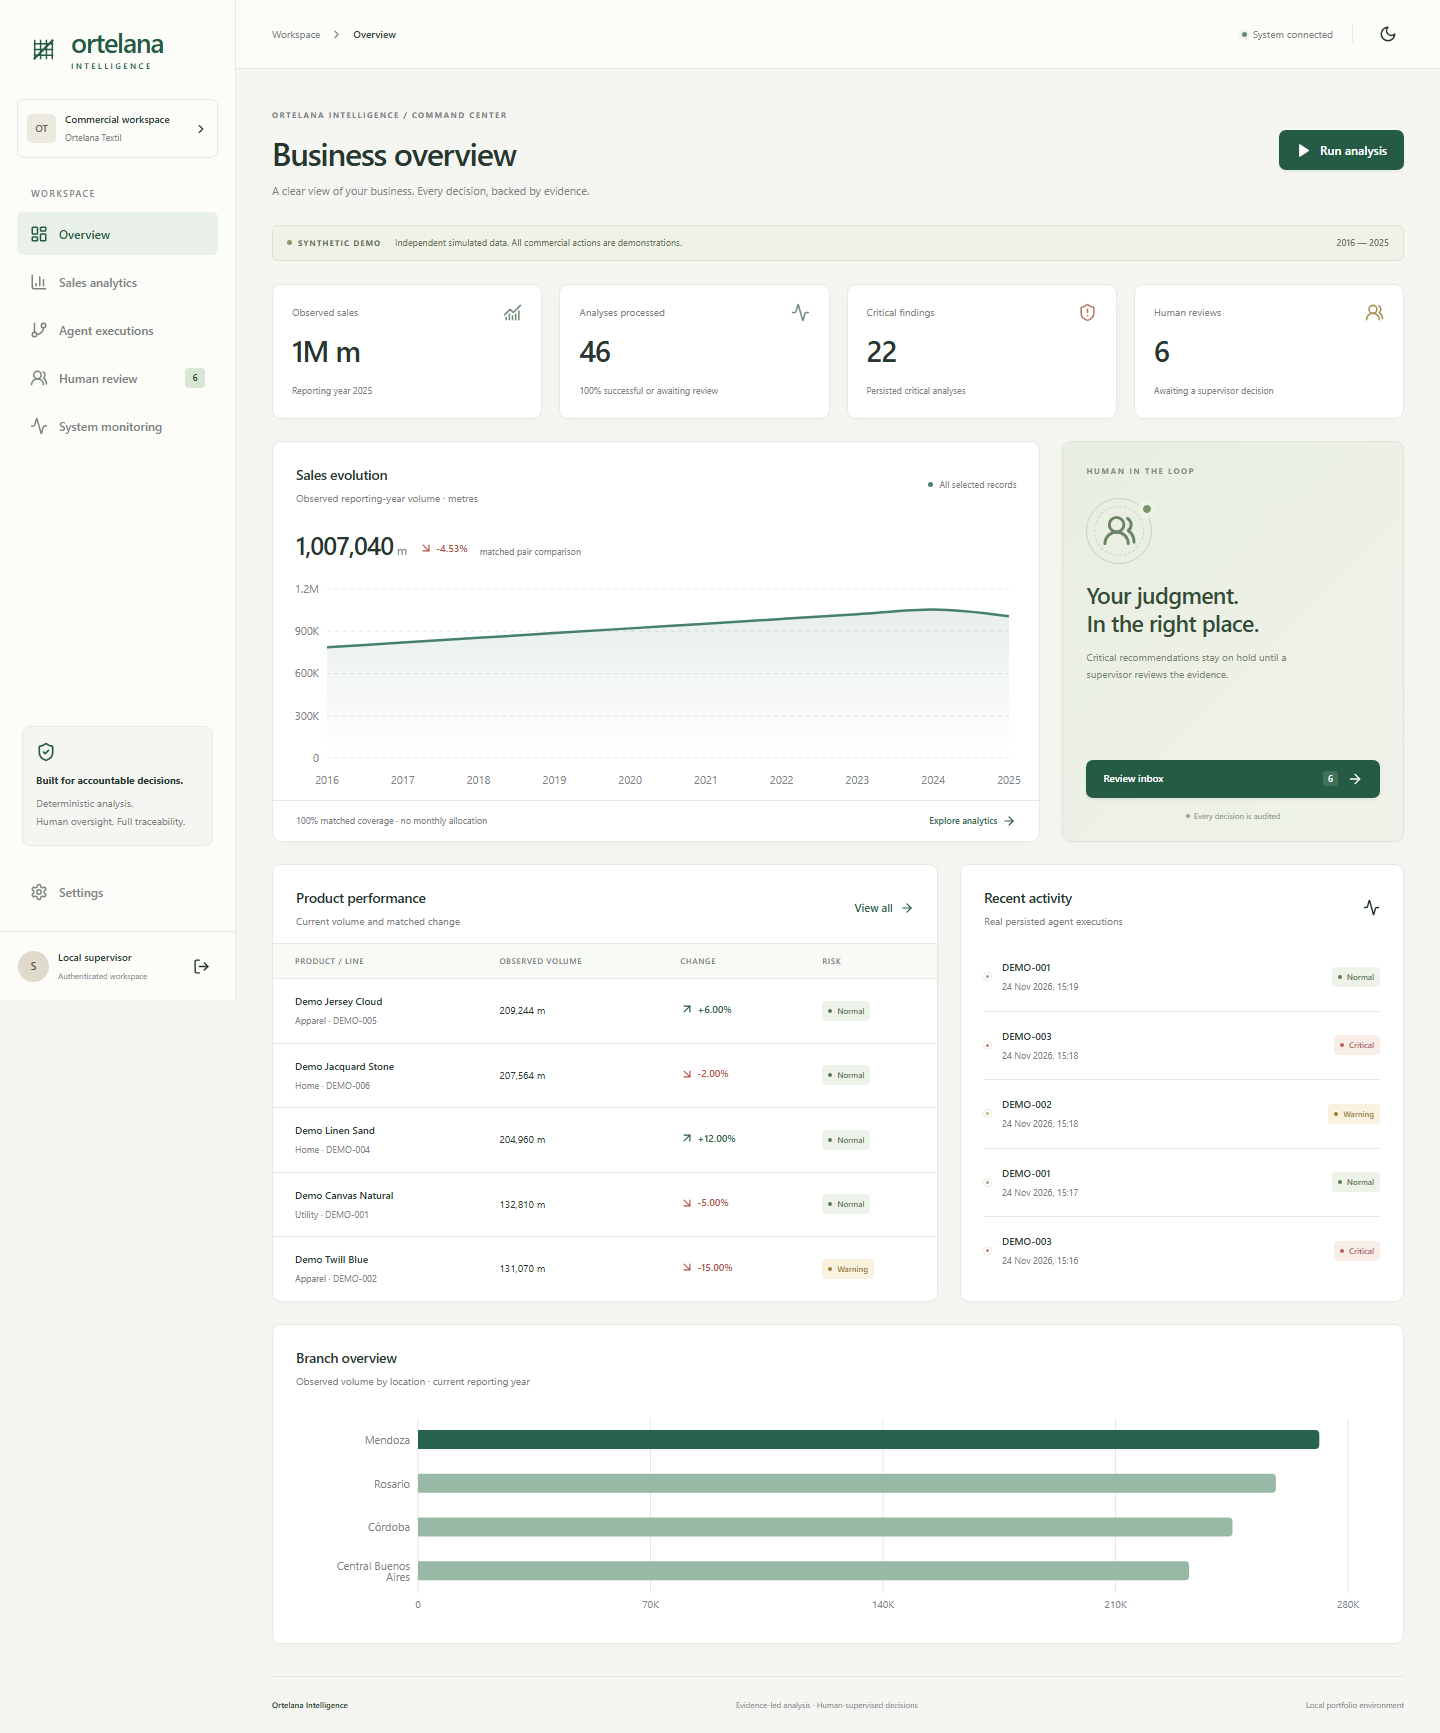 ortelana
INTELLIGENCE
OT
Commercial workspace
Ortelana Textil
WORKSPACE
Overview
Sales analytics
Agent executions
Human review
6
System monitoring
Built for accountable decisions.
Deterministic analysis.
Human oversight. Full traceability.
Settings
S
Local supervisor
Authenticated workspace
Workspace
Overview
System connected
ORTELANA INTELLIGENCE / COMMAND CENTER
Business overview
A clear view of your business. Every decision, backed by evidence.
Run analysis
SYNTHETIC DEMO
Independent simulated data. All commercial actions are demonstrations.
2016 — 2025
Observed sales
1M m
Reporting year 2025
Analyses processed
46
100% successful or awaiting review
Critical findings
22
Persisted critical analyses
Human reviews
6
Awaiting a supervisor decision
Sales evolution
Observed reporting-year volume · metres
All selected records
1,007,040 m
-4.53%
matched pair comparison
1.2M
900K
600K
300K
0
2016
2017
2018
2019
2020
2021
2022
2023
2024
2025
100% matched coverage · no monthly allocation
Explore analytics
HUMAN IN THE LOOP
Your judgment.
In the right place.
Critical recommendations stay on hold until a
supervisor reviews the evidence.
Review inbox
6
Every decision is audited
Product performance
Current volume and matched change
View all
PRODUCT / LINE
OBSERVED VOLUME
CHANGE
RISK
Demo Jersey Cloud
Apparel · DEMO-005
209,244 m
+6.00%
Normal
Demo Jacquard Stone
Home · DEMO-006
207,564 m
-2.00%
Normal
Demo Linen Sand
Home · DEMO-004
204,960 m
+12.00%
Normal
Demo Canvas Natural
Utility · DEMO-001
132,810 m
-5.00%
Normal
Demo Twill Blue
Apparel · DEMO-002
131,070 m
-15.00%
Warning
Recent activity
Real persisted agent executions
DEMO-001
24 Nov 2026, 15:19
Normal
DEMO-003
24 Nov 2026, 15:18
Critical
DEMO-002
24 Nov 2026, 15:18
Warning
DEMO-001
24 Nov 2026, 15:17
Normal
DEMO-003
24 Nov 2026, 15:16
Critical
Branch overview
Observed volume by location · current reporting year
Mendoza
Rosario
Córdoba
Central Buenos
Aires
0
70K
140K
210K
280K
Ortelana Intelligence
Evidence-led analysis · Human-supervised decisions
Local portfolio environment